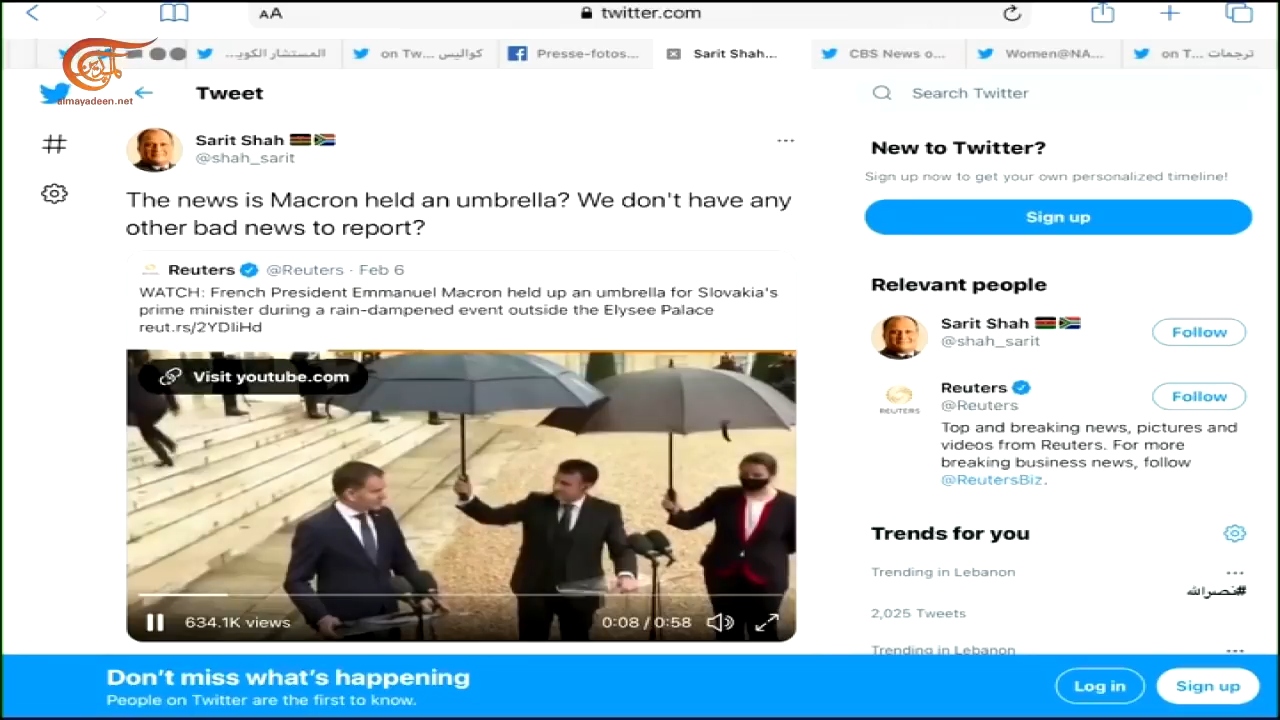 AA
twitter.com
الميادين
almayadeen.net
المستشار الكوي...
كواليس on Tw...
Presse-fotos...
Sarit Shah...
CBS News o...
Women@NA...
ترجمات on T...
Tweet
Search Twitter
Sarit Shah
@shah_sarit
The news is Macron held an umbrella? We don't have any
other bad news to report?
Reuters @Reuters · Feb 6
WATCH: French President Emmanuel Macron held up an umbrella for Slovakia's
prime minister during a rain-dampened event outside the Elysee Palace
reut.rs/2YDIiHd
Visit youtube.com
634.1K views
0:08 / 0:58
New to Twitter?
Sign up now to get your own personalized timeline!
Sign up
Relevant people
Sarit Shah
@shah_sarit
Follow
REUTERS
Reuters
@Reuters
Follow
Top and breaking news, pictures and
videos from Reuters. For more
breaking business news, follow
@ReutersBiz.
Trends for you
Trending in Lebanon
#نصرالله
2,025 Tweets
Trending in Lebanon
Don't miss what's happening
People on Twitter are the first to know.
Log in
Sign up